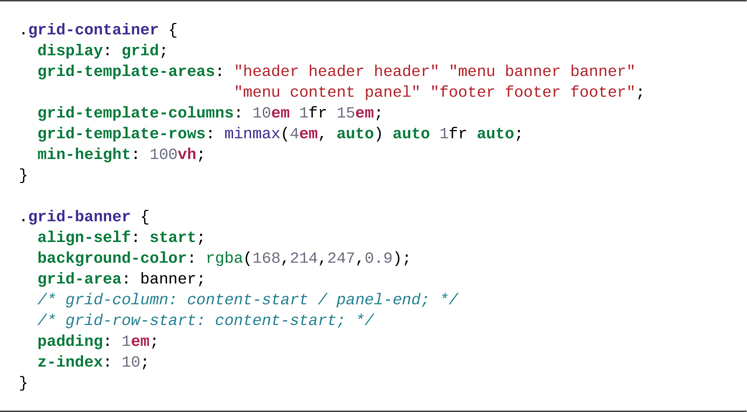 .grid-container {
  display: grid;
  grid-template-areas: "header header header" "menu banner banner"
                       "menu content panel" "footer footer footer";
  grid-template-columns: 10em 1fr 15em;
  grid-template-rows: minmax(4em, auto) auto 1fr auto;
  min-height: 100vh;
}

.grid-banner {
  align-self: start;
  background-color: rgba(168,214,247,0.9);
  grid-area: banner;
  /* grid-column: content-start / panel-end; */
  /* grid-row-start: content-start; */
  padding: 1em;
  z-index: 10;
}